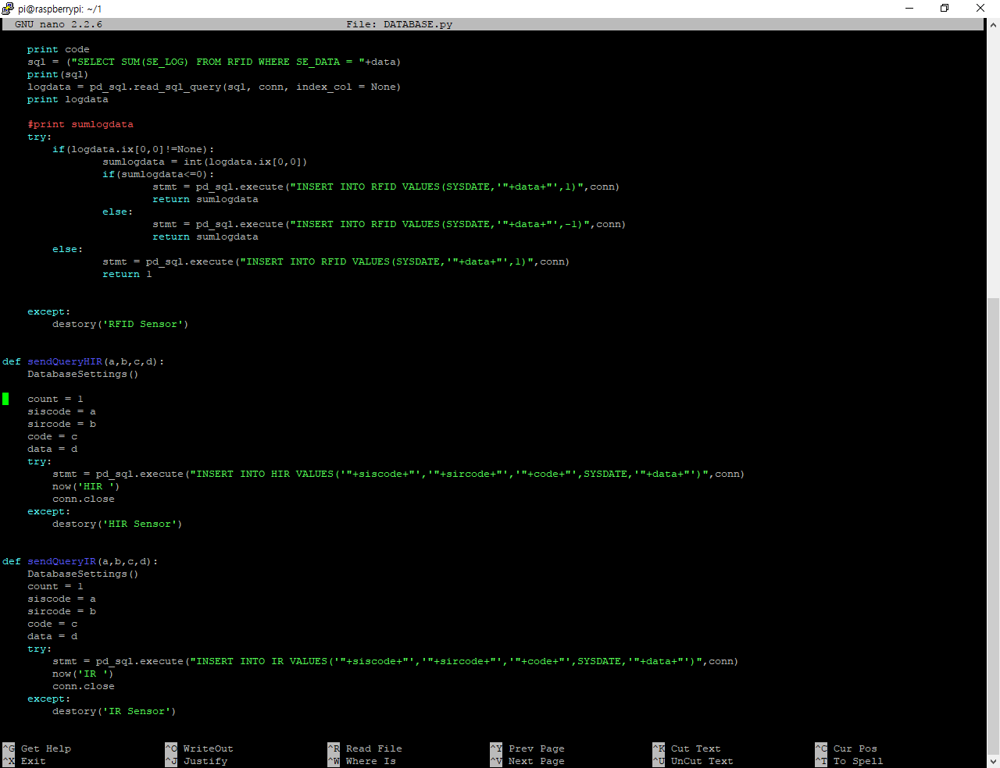 pi@raspberrypi: ~/1
GNU nano 2.2.6 File: DATABASE.py
print code
sql = ("SELECT SUM(SE_LOG) FROM RFID WHERE SE_DATA = "+data)
print(sql)
logdata = pd_sql.read_sql_query(sql, conn, index_col = None)
print logdata
#print sumlogdata
try:
if(logdata.ix[0,0]!=None):
sumlogdata = int(logdata.ix[0,0])
if(sumlogdata<=0):
stmt = pd_sql.execute("INSERT INTO RFID VALUES(SYSDATE,'"+data+"',1)",conn)
return sumlogdata
else:
stmt = pd_sql.execute("INSERT INTO RFID VALUES(SYSDATE,'"+data+"',-1)",conn)
return sumlogdata
else:
stmt = pd_sql.execute("INSERT INTO RFID VALUES(SYSDATE,'"+data+"',1)",conn)
return 1
except:
destory('RFID Sensor')
def sendQueryHIR(a,b,c,d):
DatabaseSettings()
count = 1
siscode = a
sircode = b
code = c
data = d
try:
stmt = pd_sql.execute("INSERT INTO HIR VALUES('"+siscode+"','"+sircode+"','"+code+"',SYSDATE,'"+data+"')",conn)
now('HIR ')
conn.close
except:
destory('HIR Sensor')
def sendQueryIR(a,b,c,d):
DatabaseSettings()
count = 1
siscode = a
sircode = b
code = c
data = d
try:
stmt = pd_sql.execute("INSERT INTO IR VALUES('"+siscode+"','"+sircode+"','"+code+"',SYSDATE,'"+data+"')",conn)
now('IR ')
conn.close
except:
destory('IR Sensor')
^G Get Help ^O WriteOut ^R Read File ^Y Prev Page ^K Cut Text ^C Cur Pos
^X Exit ^J Justify ^W Where Is ^V Next Page ^U UnCut Text ^T To Spell